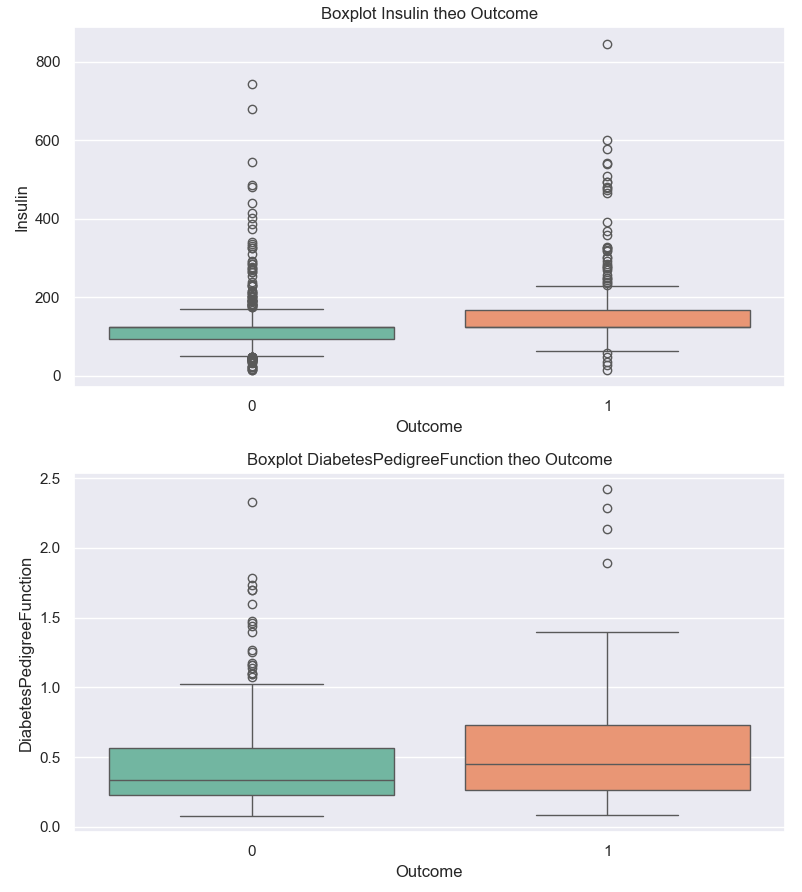 Boxplot Insulin theo Outcome
800
600
400
200
0
Insulin
0 1
Outcome
Boxplot DiabetesPedigreeFunction theo Outcome
2.5
2.0
1.5
1.0
0.5
0.0
DiabetesPedigreeFunction
0 1
Outcome